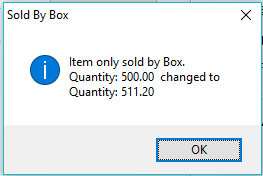 Sold By Box
Item only sold by Box.
Quantity: 500.00  changed to
Quantity: 511.20
OK